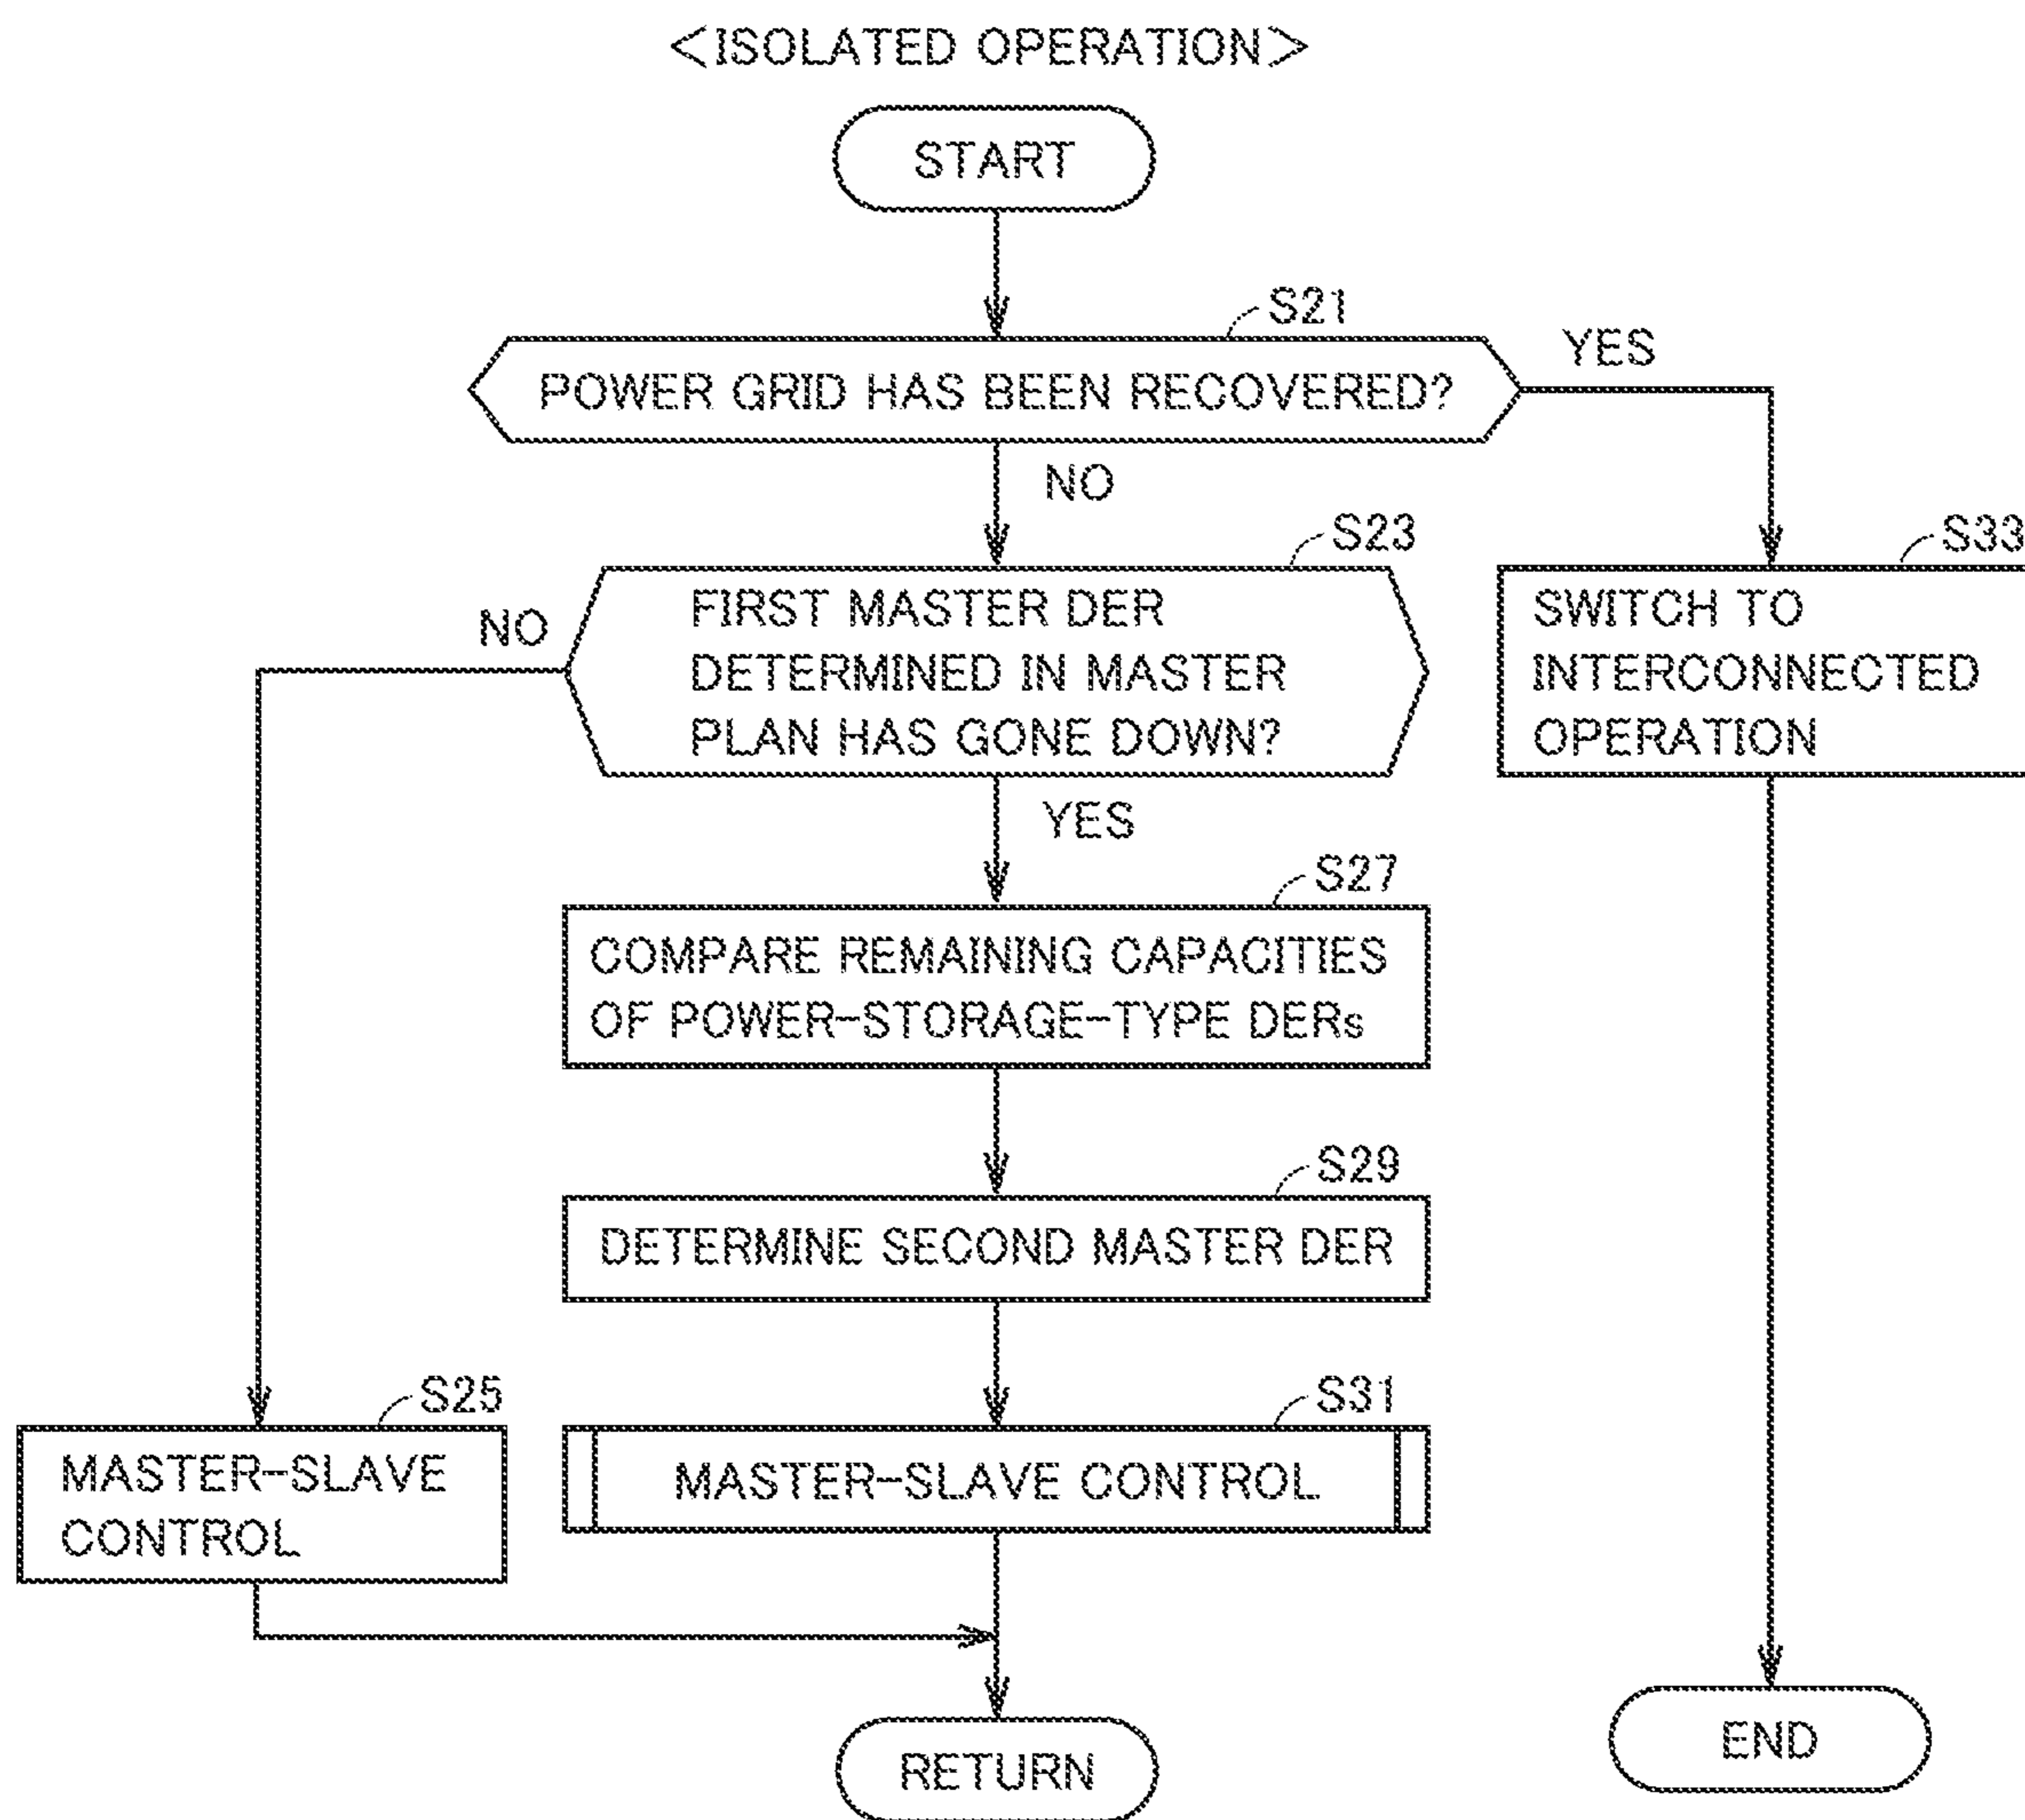 <ISOLATED OPERATION>
START
S21
POWER GRID HAS BEEN RECOVERED?
YES
NO
S23
FIRST MASTER DER
DETERMINED IN MASTER
PLAN HAS GONE DOWN?
NO
YES
S33
SWITCH TO
INTERCONNECTED
OPERATION
S27
COMPARE REMAINING CAPACITIES
OF POWER-STORAGE-TYPE DERs
S29
DETERMINE SECOND MASTER DER
S25
MASTER-SLAVE
CONTROL
S31
MASTER-SLAVE CONTROL
RETURN
END